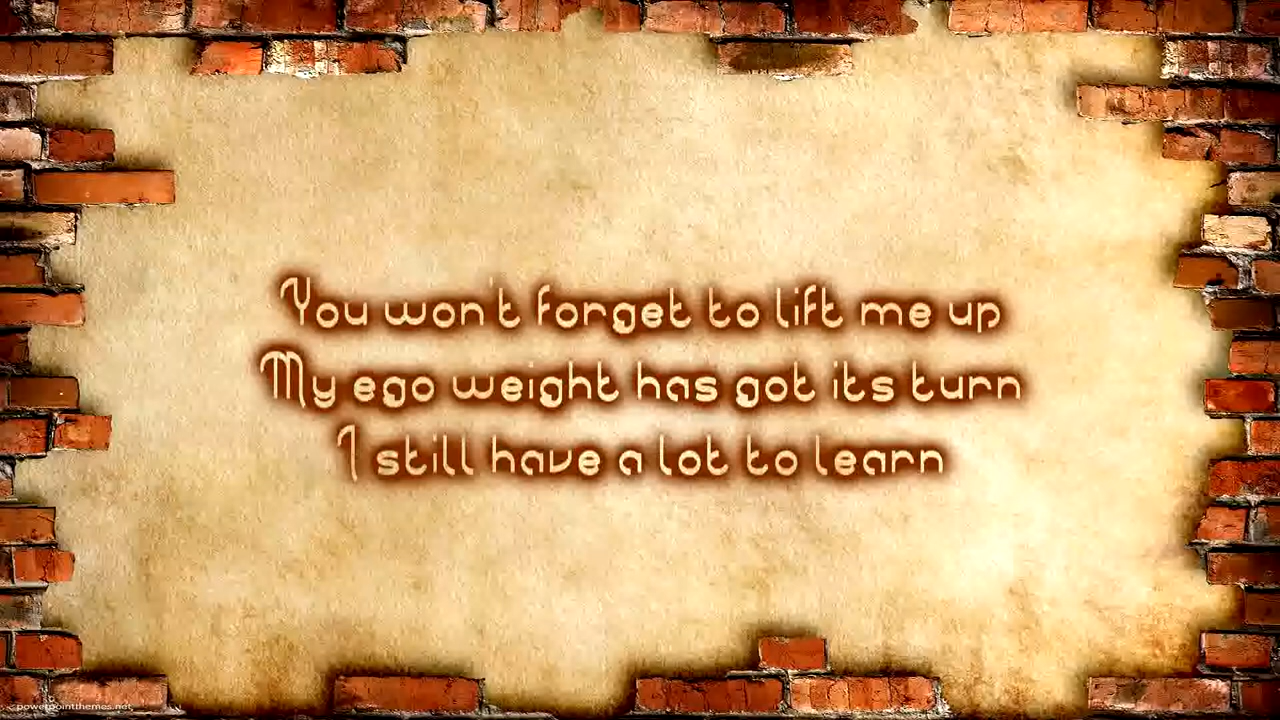 You won't forget to lift me up
My ego weight has got its turn
I still have a lot to learn
powerpointthemes.net